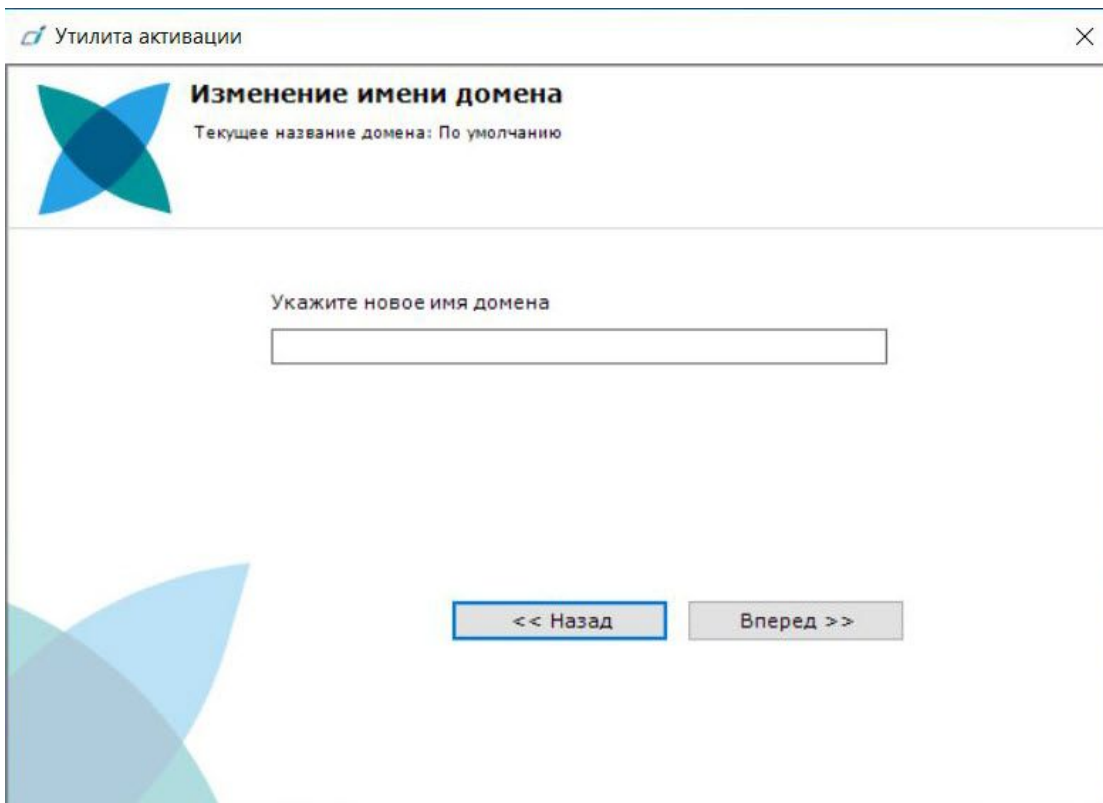 Утилита активации
Изменение имени домена
Текущее название домена: По умолчанию
Укажите новое имя домена
<< Назад
Вперед >>